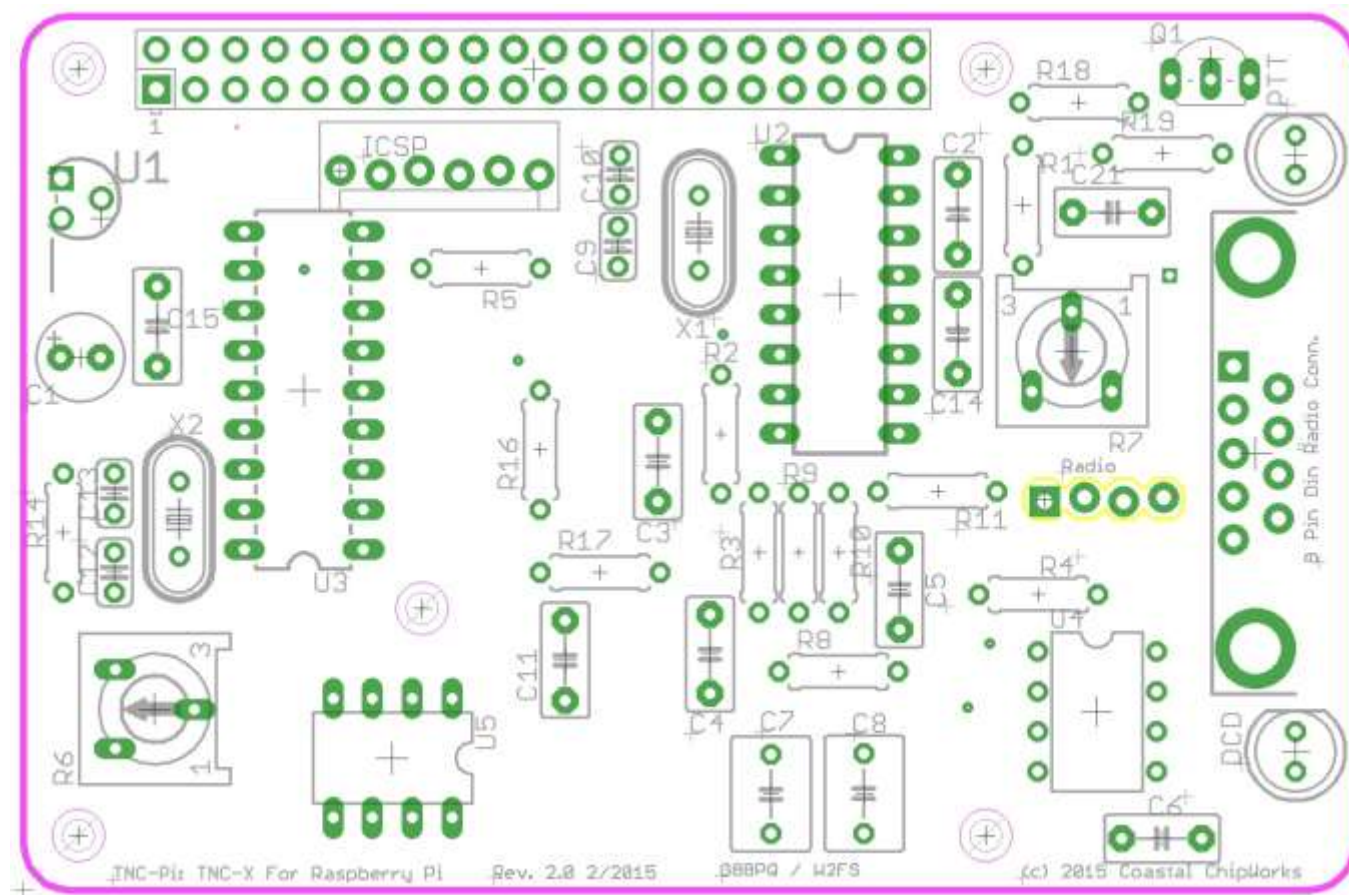 Q1
R18
PTT
1
U1
ICSP
C10
U2
C2
R19
R1
C21
C9
R5
X1
C15
3
1
C1
R2
C14
R7
X2
R16
C3
R9
Radio
8 Pin Din Radio Conn.
R14
R11
R17
R3
R10
C5
R4
U3
U4
R8
C11
C4
3
R6
1
U5
C7
C8
DCD
C6
TNC-Pi: TNC-X For Raspberry Pi
Rev. 2.0 2/2015
G8BPQ / W2FS
(c) 2015 Coastal ChipWorks